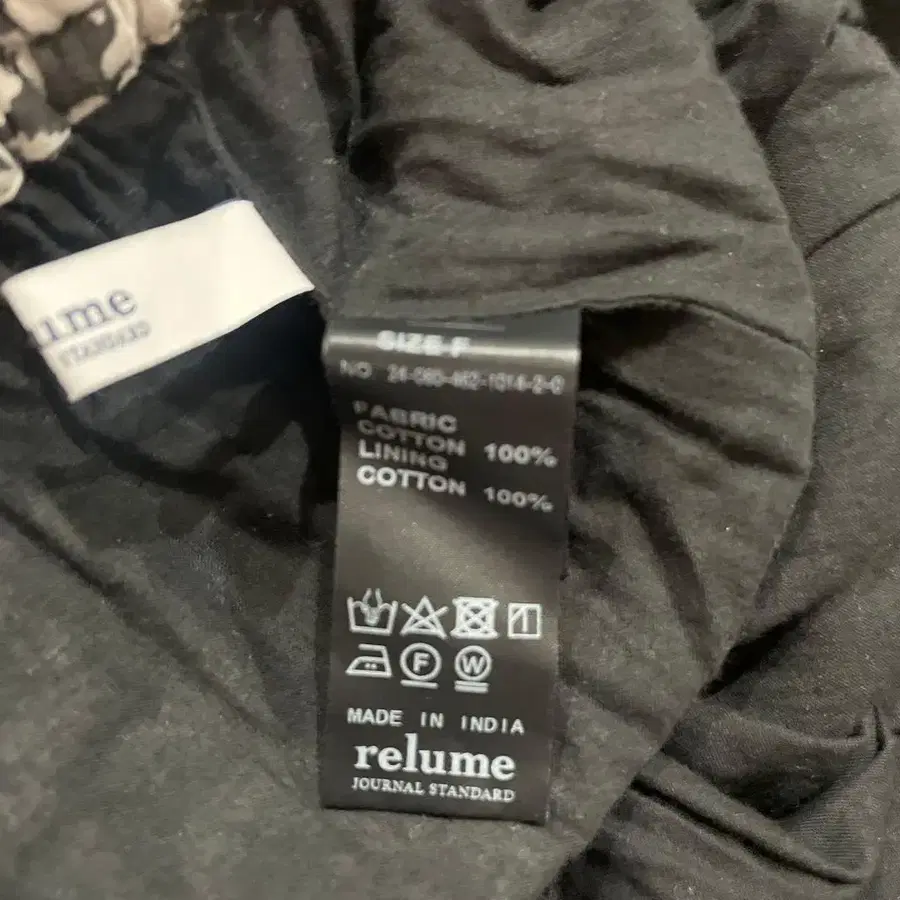 ume
STANDARD
SIZE-F
NO 24-080-462-1014-2-0
FABRIC
COTTON 100%
LINING
COTTON 100%
F W
MADE IN INDIA
relume
JOURNAL STANDARD